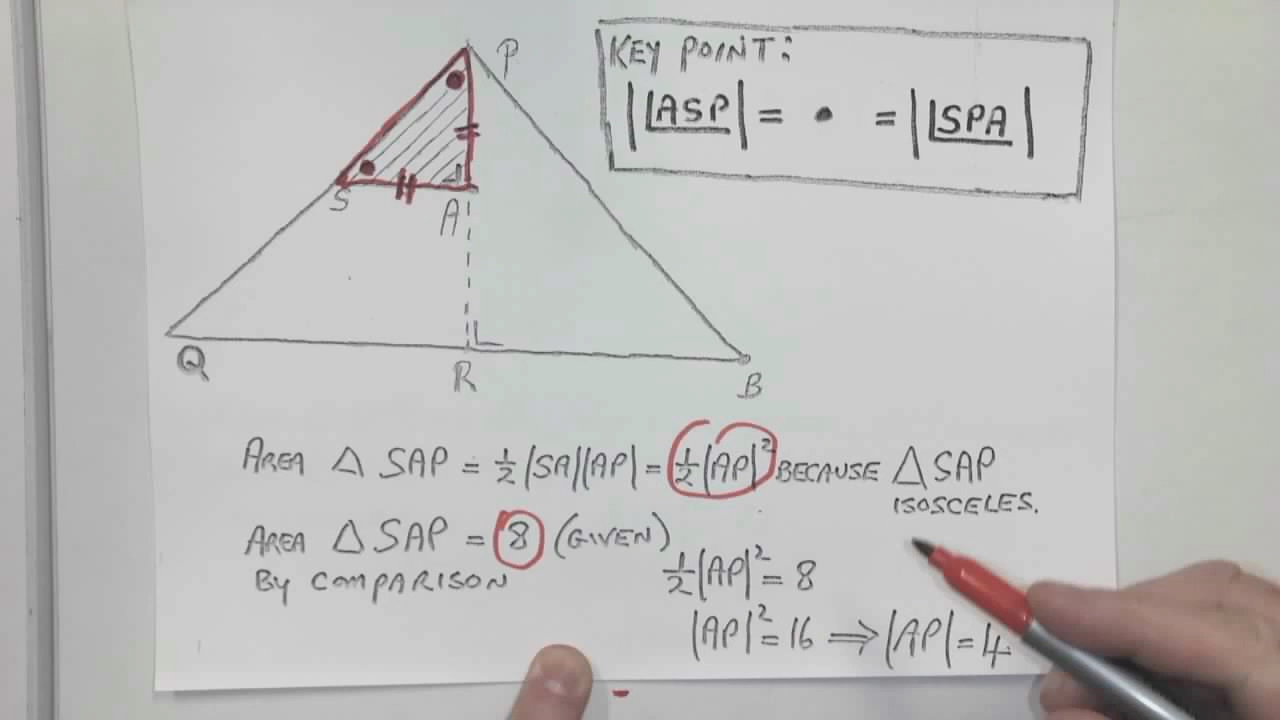 P
KEY POINT:
|∠ASP| = • = |∠SPA|
S
A
Q
R
B
AREA △ SAP = ½|SA||AP| = ½|AP|² BECAUSE △SAP
ISOSCELES.
AREA △ SAP = 8 (GIVEN)
BY COMPARISON
½|AP|² = 8
|AP|² = 16 ⟹ |AP| = 4